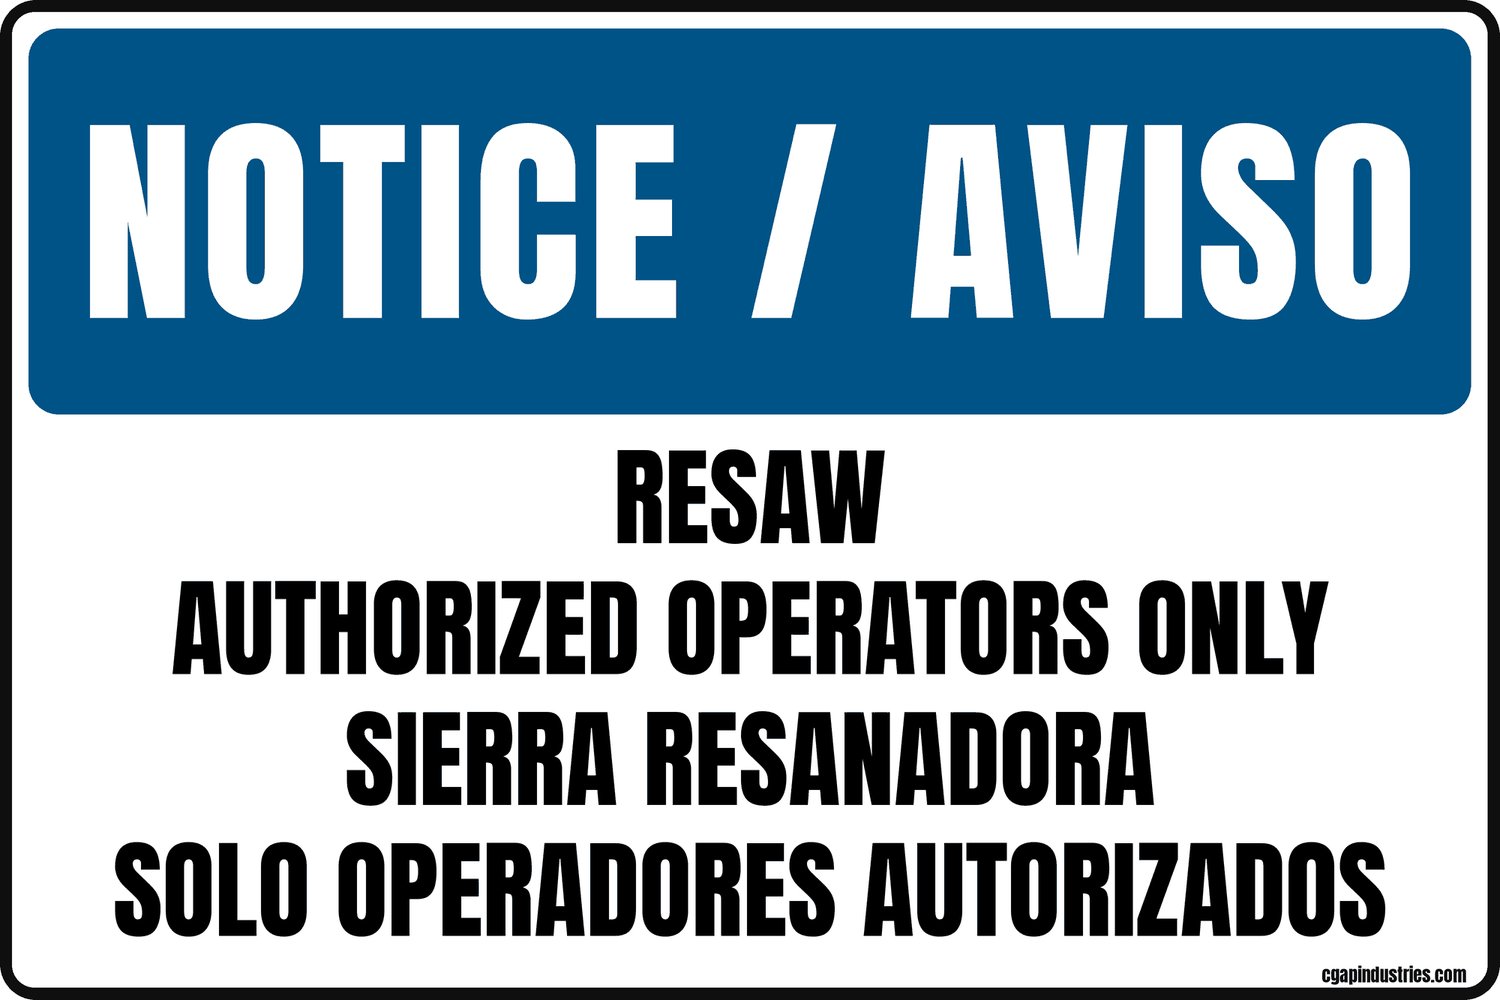 NOTICE / AVISO
RESAW
AUTHORIZED OPERATORS ONLY
SIERRA RESANADORA
SOLO OPERADORES AUTORIZADOS
cgapindustries.com